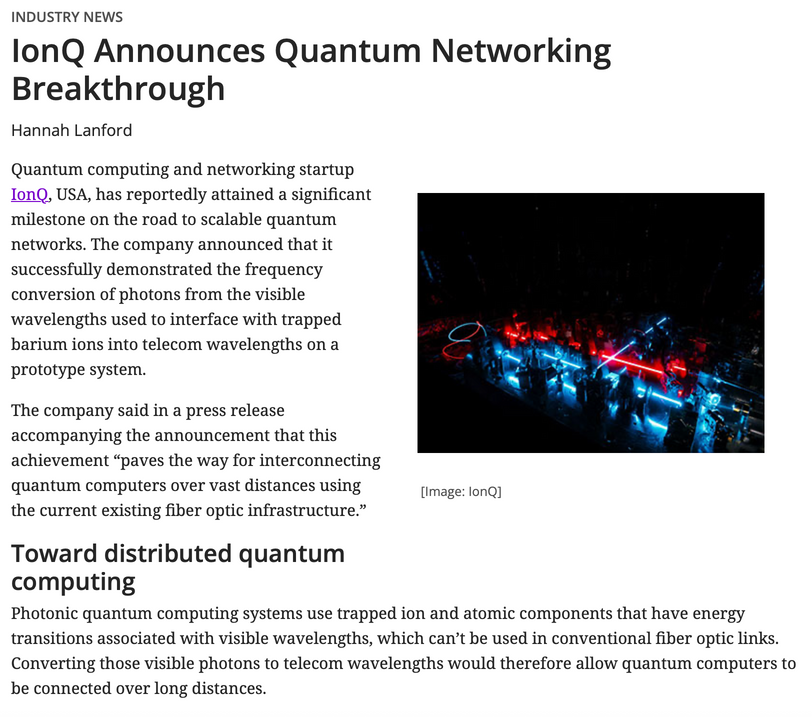 INDUSTRY NEWS
IonQ Announces Quantum Networking
Breakthrough
Hannah Lanford
Quantum computing and networking startup
IonQ, USA, has reportedly attained a significant
milestone on the road to scalable quantum
networks. The company announced that it
successfully demonstrated the frequency
conversion of photons from the visible
wavelengths used to interface with trapped
barium ions into telecom wavelengths on a
prototype system.
The company said in a press release
accompanying the announcement that this
achievement “paves the way for interconnecting
quantum computers over vast distances using
the current existing fiber optic infrastructure.”
[Image: IonQ]
Toward distributed quantum
computing
Photonic quantum computing systems use trapped ion and atomic components that have energy
transitions associated with visible wavelengths, which can’t be used in conventional fiber optic links.
Converting those visible photons to telecom wavelengths would therefore allow quantum computers to
be connected over long distances.